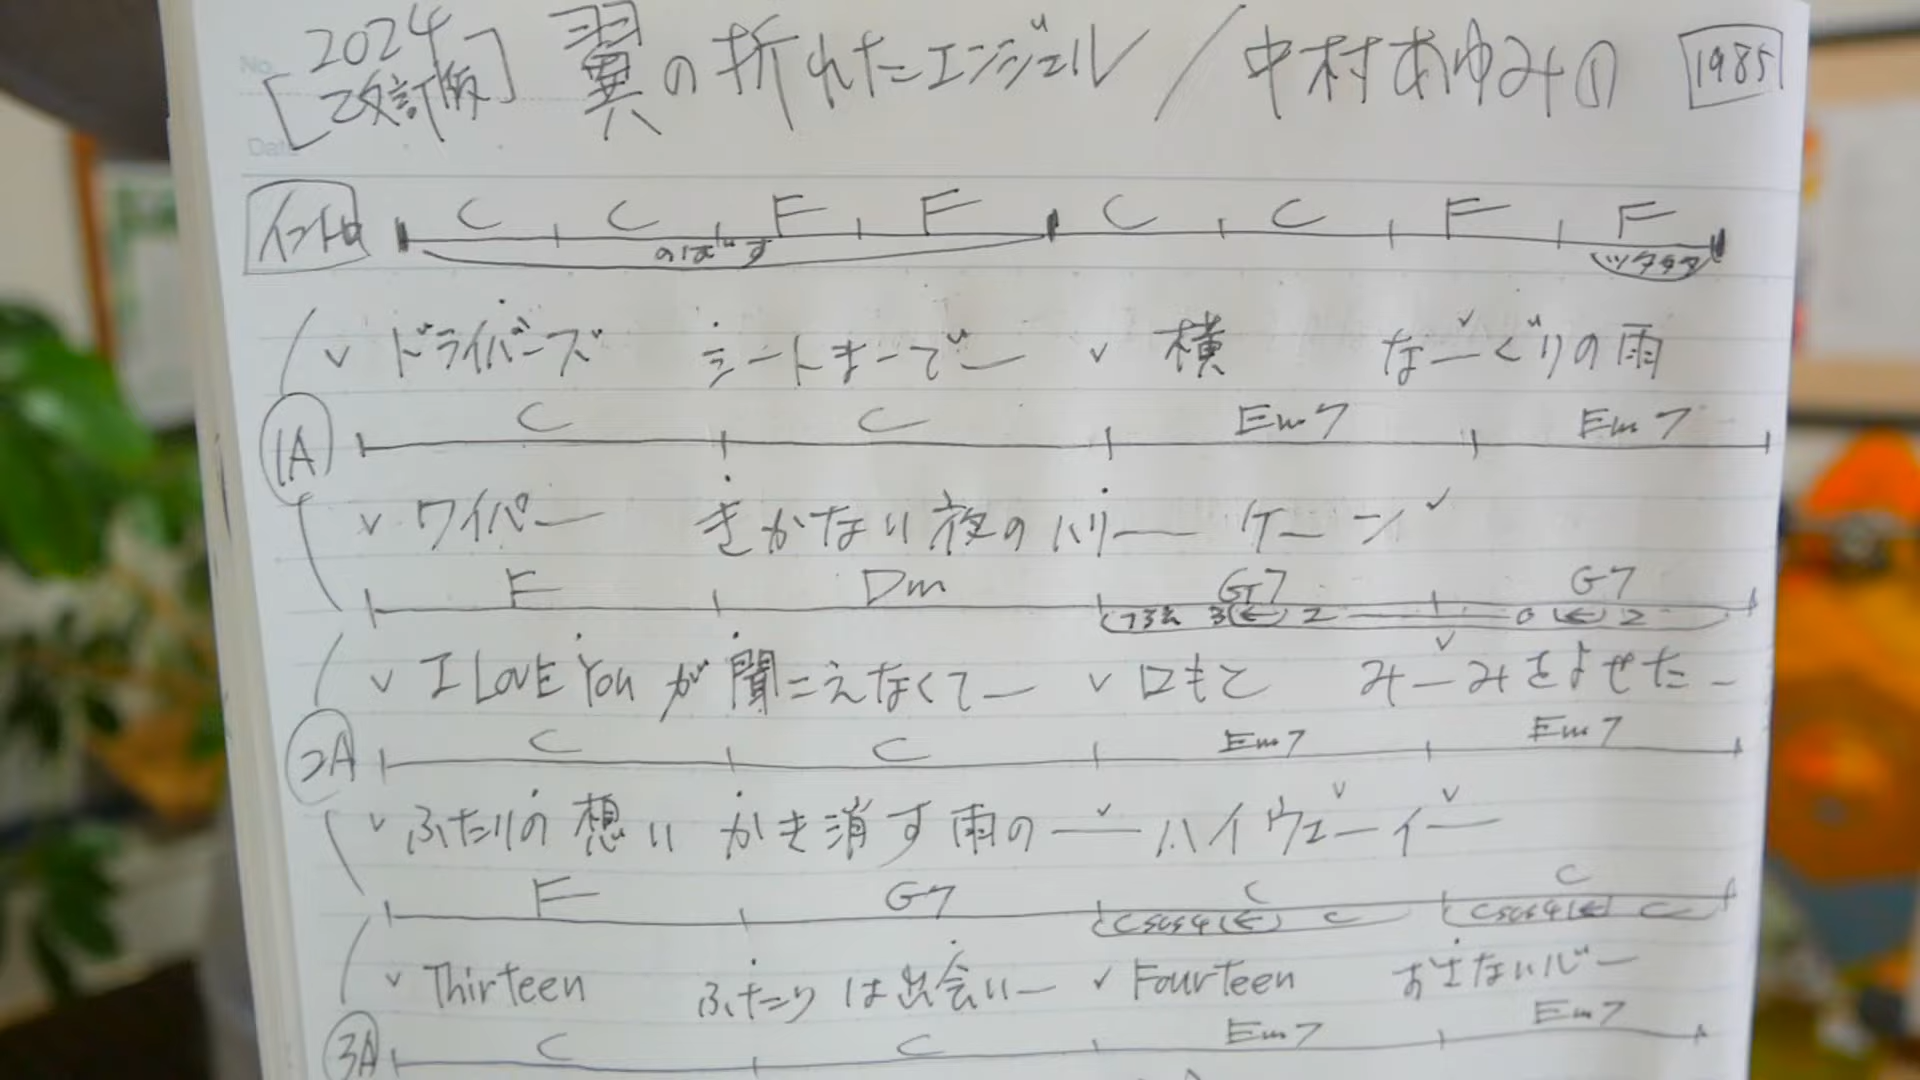 No.
Date
[2024 改訂版] 翼の折れたエンジェル / 中村あゆみ① 1985
イントロ C C F F C C F F
のばす ツタタタ
✓ ドライバーズ シートまーでー ✓ 横 なーぐりの雨
1A C C Em7 Em7
✓ ワイパー きかない夜のハリー ケーン ✓
F Dm G7 G7
3(←) 2 0 (←) 2
✓ I LOVE You が 聞こえなくてー ✓ 口もと みーみをよせたー
2A C C Em7 Em7
✓ ふたりの想い かき消す雨のー ハイウェーイー
F G7 C C
Csus4(←) C Csus4(←) C
✓ Thirteen ふたりは出会いー ✓ Fourteen おさない心ー
3A C C Em7 Em7